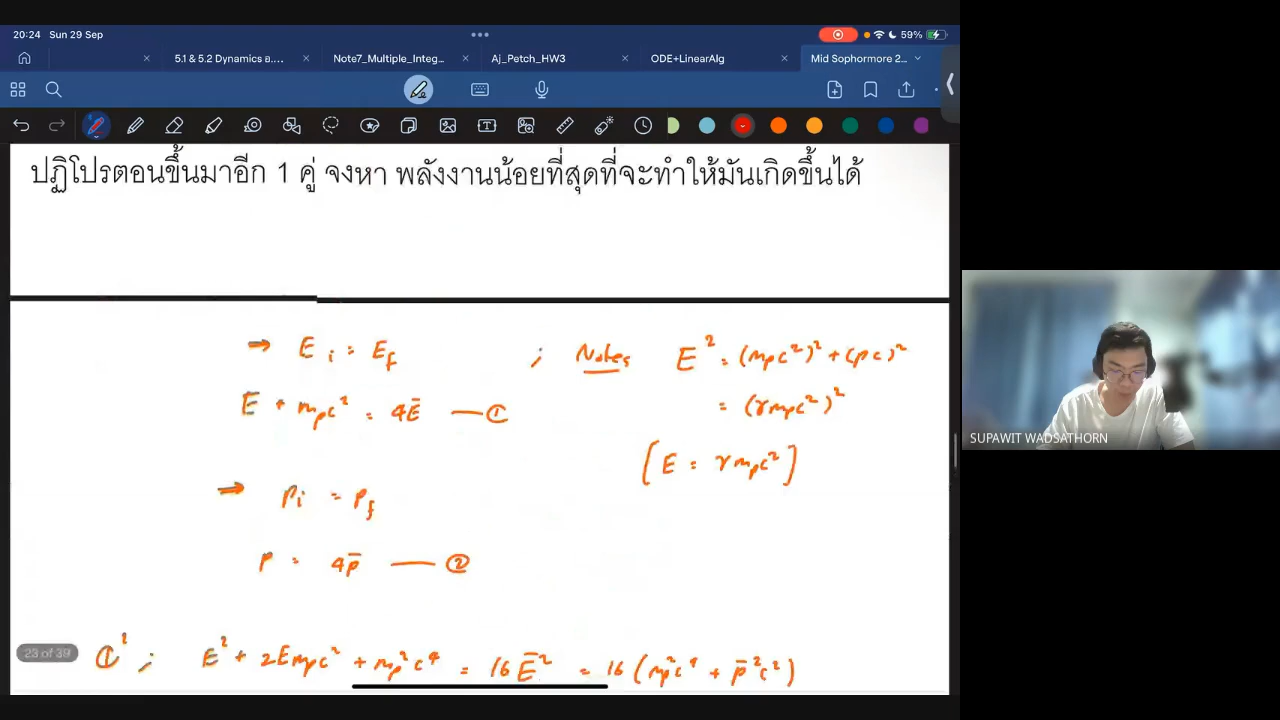 20:24 Sun 29 Sep
59%
5.1 & 5.2 Dynamics a....
Note7_Multiple_Integ...
Aj_Petch_HW3
ODE+LinearAlg
Mid Sophormore 2...
ปฏิโปรตอนขึ้นมาอีก 1 คู่ จงหา พลังงานน้อยที่สุดที่จะทำให้มันเกิดขึ้นได้
⇒ Eᵢ = E_f ; Notes E² = (m_pc²)² + (pc)²
E + m_pc² = 4Ē — ① = (γm_pc²)²
[E = γm_pc²]
⇒ pᵢ = p_f
p = 4p̄ — ②
①² ; E² + 2Em_pc² + m_p²c⁴ = 16Ē² = 16(m_p²c⁴ + p̄²c²)
23 of 39
SUPAWIT WADSATHORN